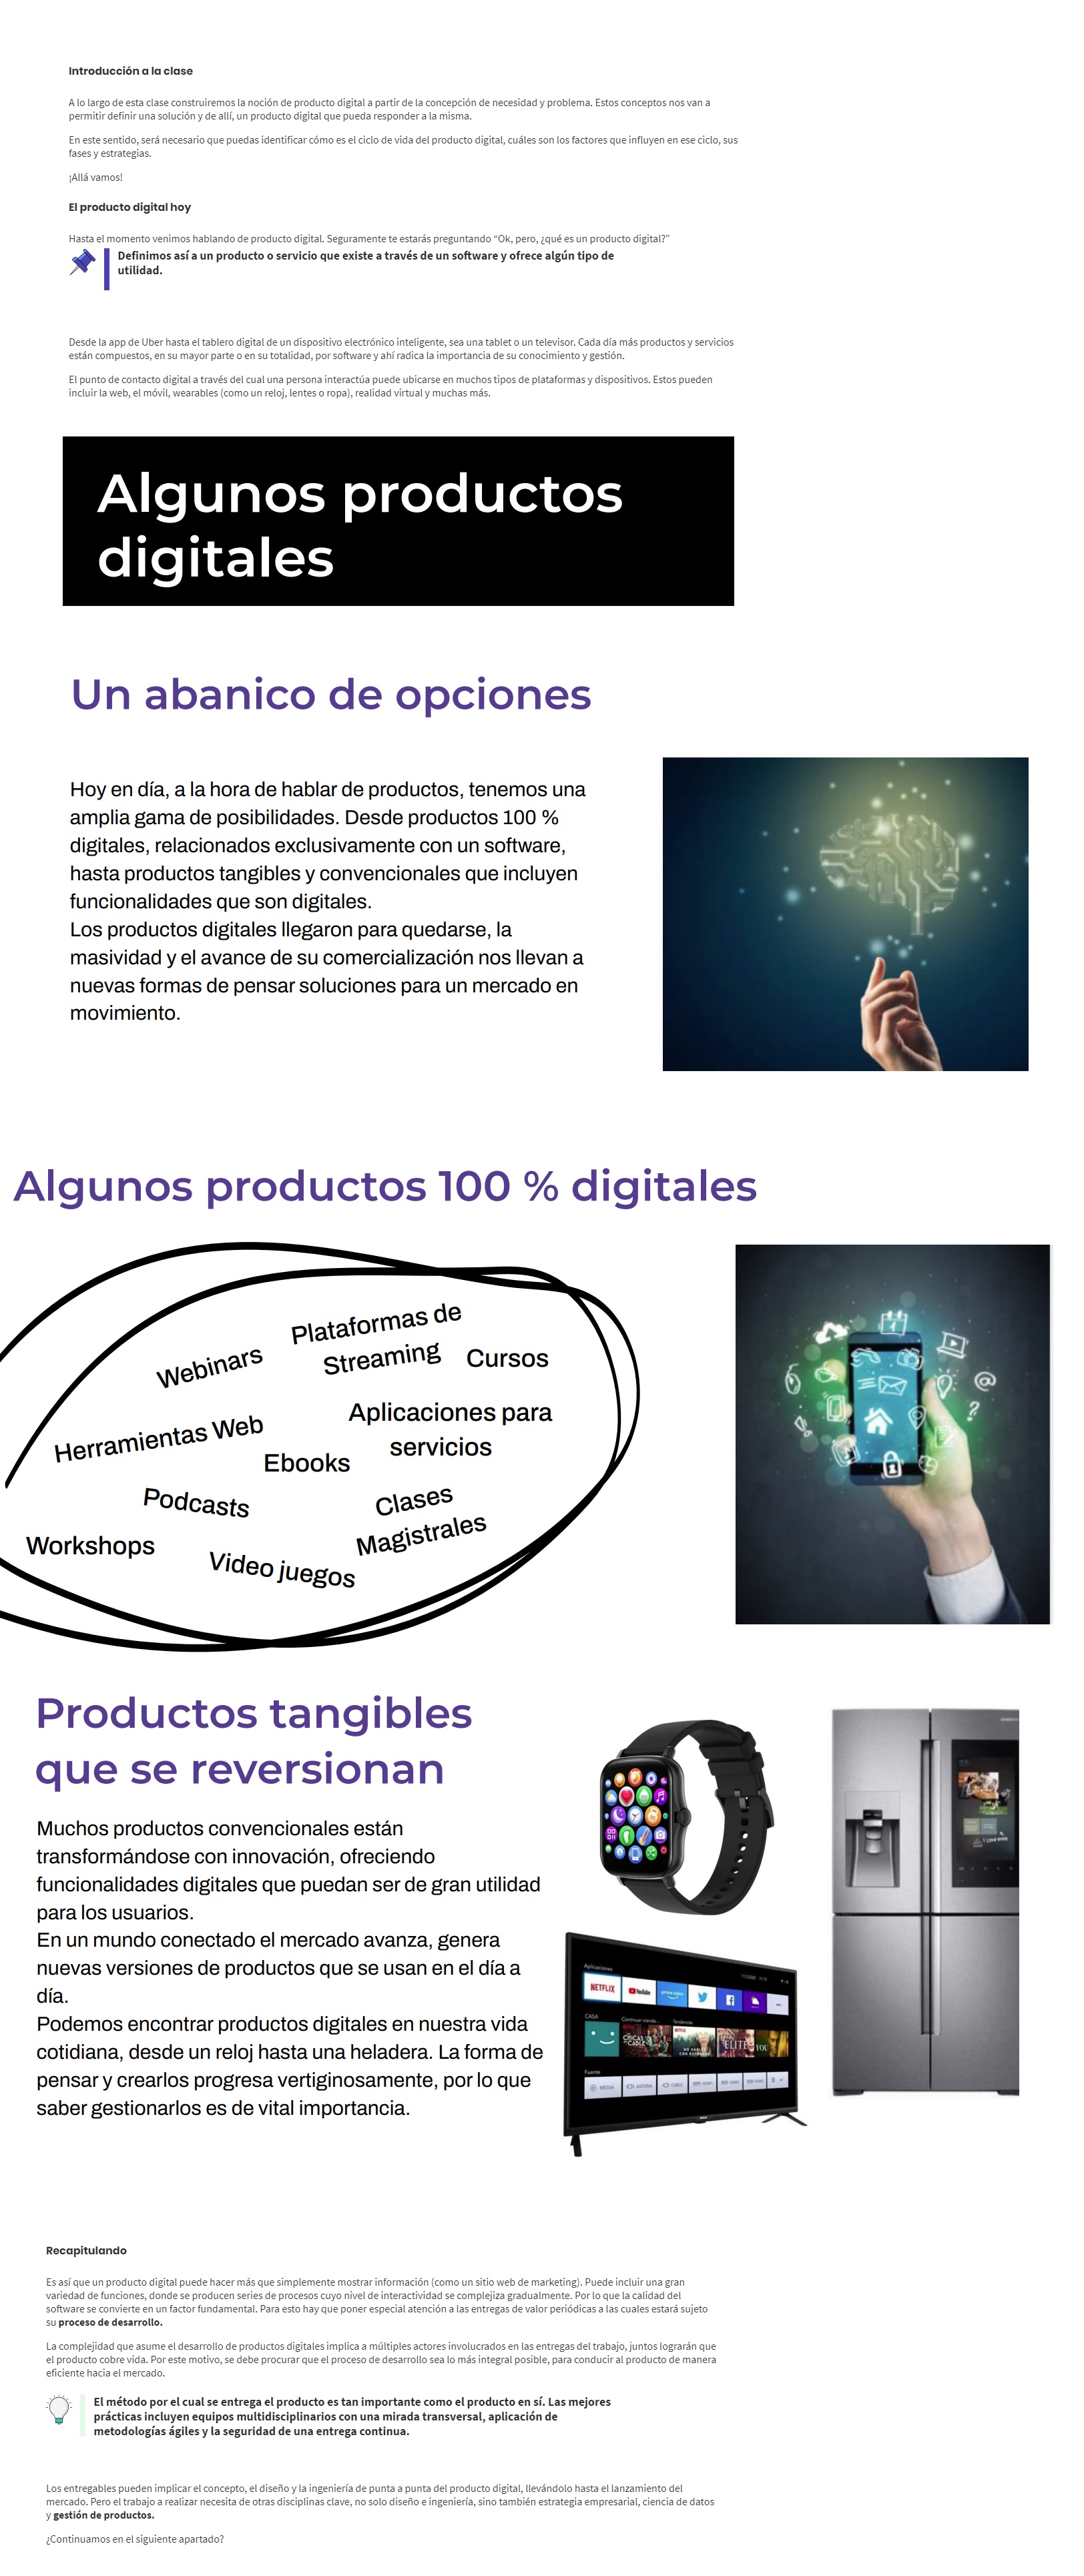 Introducción a la clase
A lo largo de esta clase construiremos la noción de producto digital a partir de la concepción de necesidad y problema. Estos conceptos nos van a
permitir definir una solución y de allí, un producto digital que pueda responder a la misma.
En este sentido, será necesario que puedas identificar cómo es el ciclo de vida del producto digital, cuáles son los factores que influyen en ese ciclo, sus
fases y estrategias.
¡Allá vamos!
El producto digital hoy
Hasta el momento venimos hablando de producto digital. Seguramente te estarás preguntando “Ok, pero, ¿qué es un producto digital?”
Definimos así a un producto o servicio que existe a través de un software y ofrece algún tipo de
utilidad.
Desde la app de Uber hasta el tablero digital de un dispositivo electrónico inteligente, sea una tablet o un televisor. Cada día más productos y servicios
están compuestos, en su mayor parte o en su totalidad, por software y ahí radica la importancia de su conocimiento y gestión.
El punto de contacto digital a través del cual una persona interactúa puede ubicarse en muchos tipos de plataformas y dispositivos. Estos pueden
incluir la web, el móvil, wearables (como un reloj, lentes o ropa), realidad virtual y muchas más.
Algunos productos
digitales
Un abanico de opciones
Hoy en día, a la hora de hablar de productos, tenemos una
amplia gama de posibilidades. Desde productos 100 %
digitales, relacionados exclusivamente con un software,
hasta productos tangibles y convencionales que incluyen
funcionalidades que son digitales.
Los productos digitales llegaron para quedarse, la
masividad y el avance de su comercialización nos llevan a
nuevas formas de pensar soluciones para un mercado en
movimiento.
Algunos productos 100 % digitales
Plataformas de
Streaming
Webinars
Cursos
Aplicaciones para
servicios
Herramientas Web
Ebooks
Podcasts
Clases
Magistrales
Workshops
Video juegos
Productos tangibles
que se reversionan
Muchos productos convencionales están
transformándose con innovación, ofreciendo
funcionalidades digitales que puedan ser de gran utilidad
para los usuarios.
En un mundo conectado el mercado avanza, genera
nuevas versiones de productos que se usan en el día a
día.
Podemos encontrar productos digitales en nuestra vida
cotidiana, desde un reloj hasta una heladera. La forma de
pensar y crearlos progresa vertiginosamente, por lo que
saber gestionarlos es de vital importancia.
Aplicaciones
NETFLIX
YouTube
prime video
CASA
Continuar viendo...
Tendencias
ELITE
YOU
Fuente
MEDIA
ANTENA
CABLE
Recapitulando
Es así que un producto digital puede hacer más que simplemente mostrar información (como un sitio web de marketing). Puede incluir una gran
variedad de funciones, donde se producen series de procesos cuyo nivel de interactividad se complejiza gradualmente. Por lo que la calidad del
software se convierte en un factor fundamental. Para esto hay que poner especial atención a las entregas de valor periódicas a las cuales estará sujeto
su proceso de desarrollo.
La complejidad que asume el desarrollo de productos digitales implica a múltiples actores involucrados en las entregas del trabajo, juntos lograrán que
el producto cobre vida. Por este motivo, se debe procurar que el proceso de desarrollo sea lo más integral posible, para conducir al producto de manera
eficiente hacia el mercado.
El método por el cual se entrega el producto es tan importante como el producto en sí. Las mejores
prácticas incluyen equipos multidisciplinarios con una mirada transversal, aplicación de
metodologías ágiles y la seguridad de una entrega continua.
Los entregables pueden implicar el concepto, el diseño y la ingeniería de punta a punta del producto digital, llevándolo hasta el lanzamiento del
mercado. Pero el trabajo a realizar necesita de otras disciplinas clave, no solo diseño e ingeniería, sino también estrategia empresarial, ciencia de datos
y gestión de productos.
¿Continuamos en el siguiente apartado?